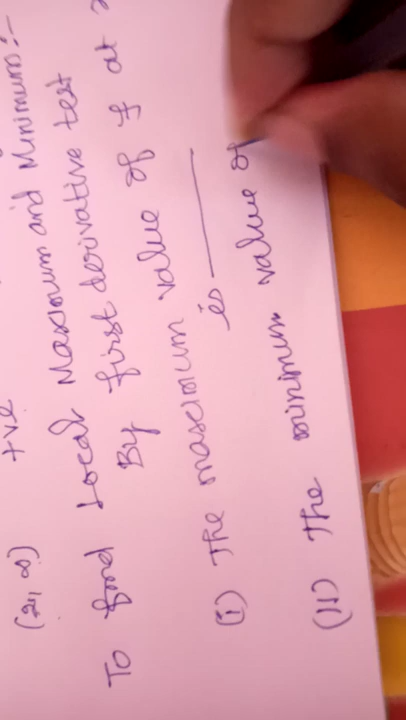 (2, ∞) +ve
To find Local Maximum and Minimum:-
By first derivative test
(i) The maximum value of f at
is ______
(ii) The minimum value of